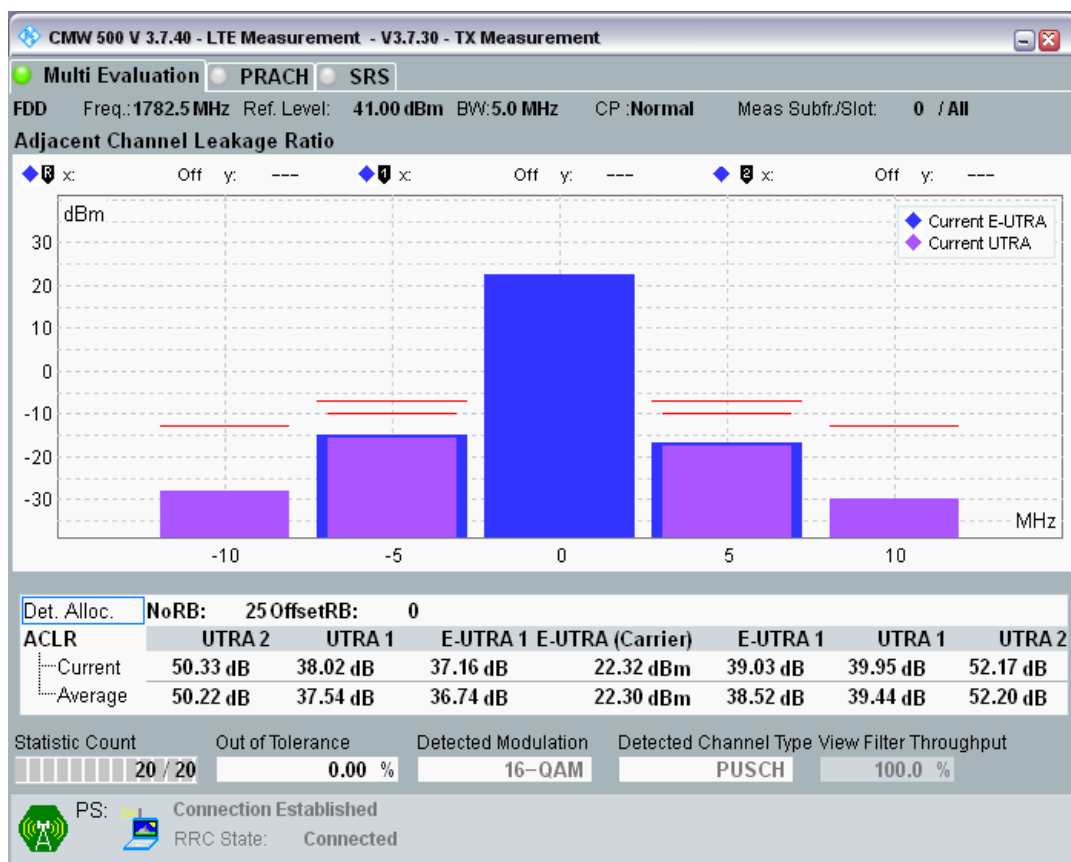 CMW 500 V 3.7.40 - LTE Measurement - V3.7.30 - TX Measurement
Multi Evaluation PRACH SRS
FDD Freq.: 1782.5 MHz Ref. Level: 41.00 dBm BW: 5.0 MHz CP : Normal Meas Subfr./Slot: 0 / All
Adjacent Channel Leakage Ratio
R x: Off y: --- 1 x: Off y: --- 2 x: Off y: ---
dBm
Current E-UTRA
Current UTRA
30
20
10
0
-10
-20
-30
MHz
-10 -5 0 5 10
Det. Alloc. NoRB: 25 OffsetRB: 0
ACLR UTRA 2 UTRA 1 E-UTRA 1 E-UTRA (Carrier) E-UTRA 1 UTRA 1 UTRA 2
Current 50.33 dB 38.02 dB 37.16 dB 22.32 dBm 39.03 dB 39.95 dB 52.17 dB
Average 50.22 dB 37.54 dB 36.74 dB 22.30 dBm 38.52 dB 39.44 dB 52.20 dB
Statistic Count Out of Tolerance Detected Modulation Detected Channel Type View Filter Throughput
20 / 20 0.00 % 16-QAM PUSCH 100.0 %
PS: Connection Established
RRC State: Connected